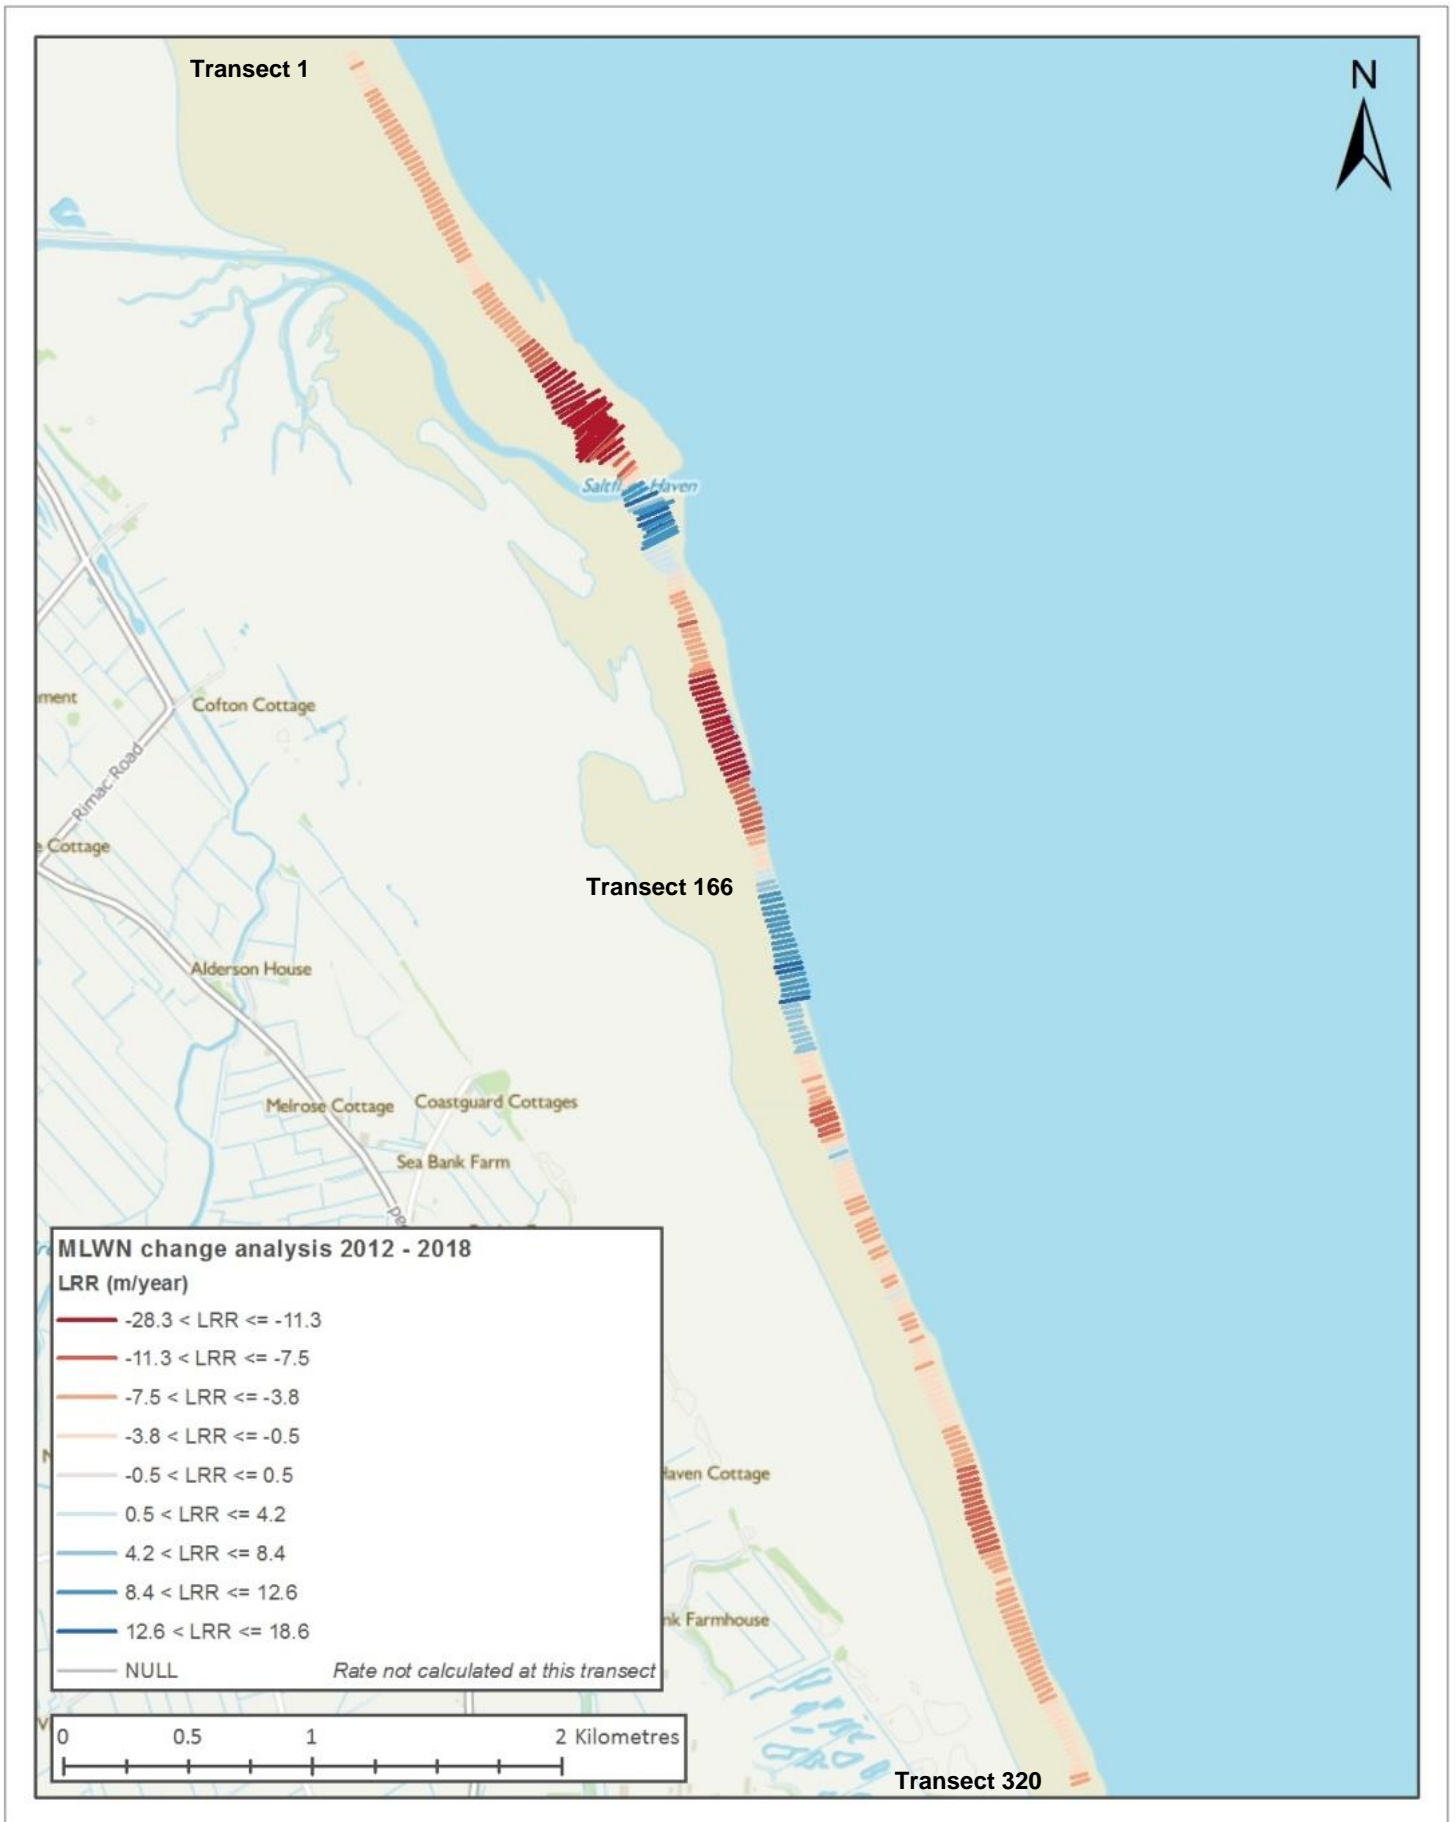 Transect 1
N
Haven
Cofton Cottage
Rimac Road
Cottage
Transect 166
Alderson House
Melrose Cottage
Coastguard Cottages
Sea Bank Farm
MLWN change analysis 2012 - 2018
LRR (m/year)
-28.3 < LRR <= -11.3
-11.3 < LRR <= -7.5
-7.5 < LRR <= -3.8
-3.8 < LRR <= -0.5
-0.5 < LRR <= 0.5
0.5 < LRR <= 4.2
4.2 < LRR <= 8.4
8.4 < LRR <= 12.6
12.6 < LRR <= 18.6
NULL Rate not calculated at this transect
Haven Cottage
Farmhouse
0 0.5 1 2 Kilometres
Transect 320